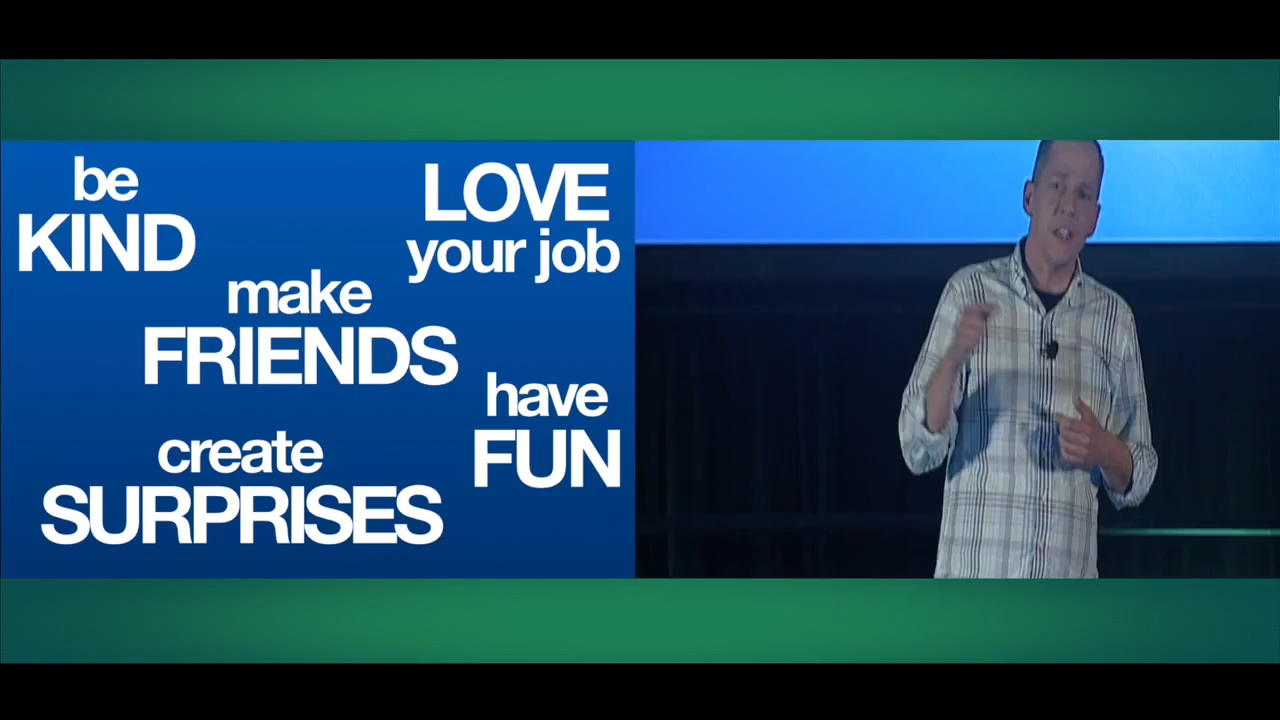 be
KIND
LOVE
your job
make
FRIENDS
have
FUN
create
SURPRISES